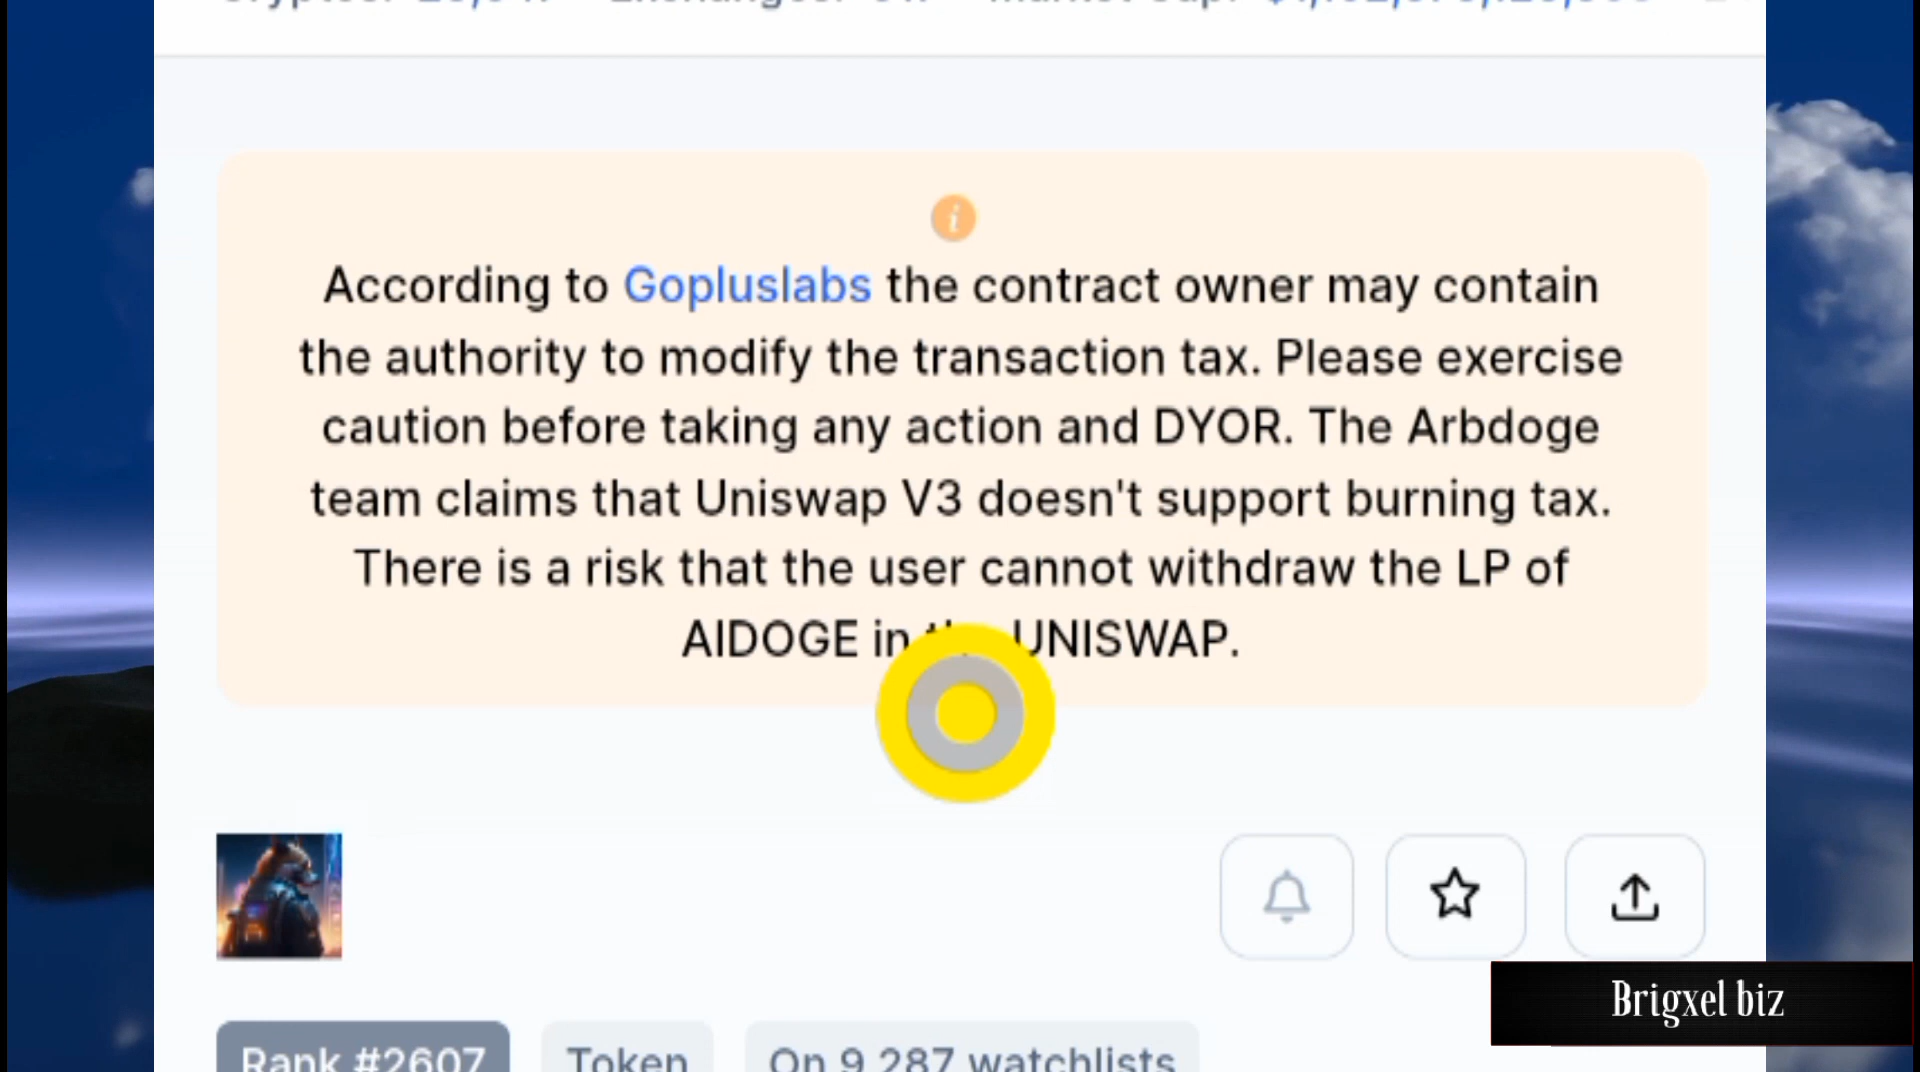 According to Gopluslabs the contract owner may contain
the authority to modify the transaction tax. Please exercise
caution before taking any action and DYOR. The Arbdoge
team claims that Uniswap V3 doesn't support burning tax.
There is a risk that the user cannot withdraw the LP of
AIDOGE in UNISWAP.
Brigxel biz
Rank #2607 Token On 9,287 watchlists